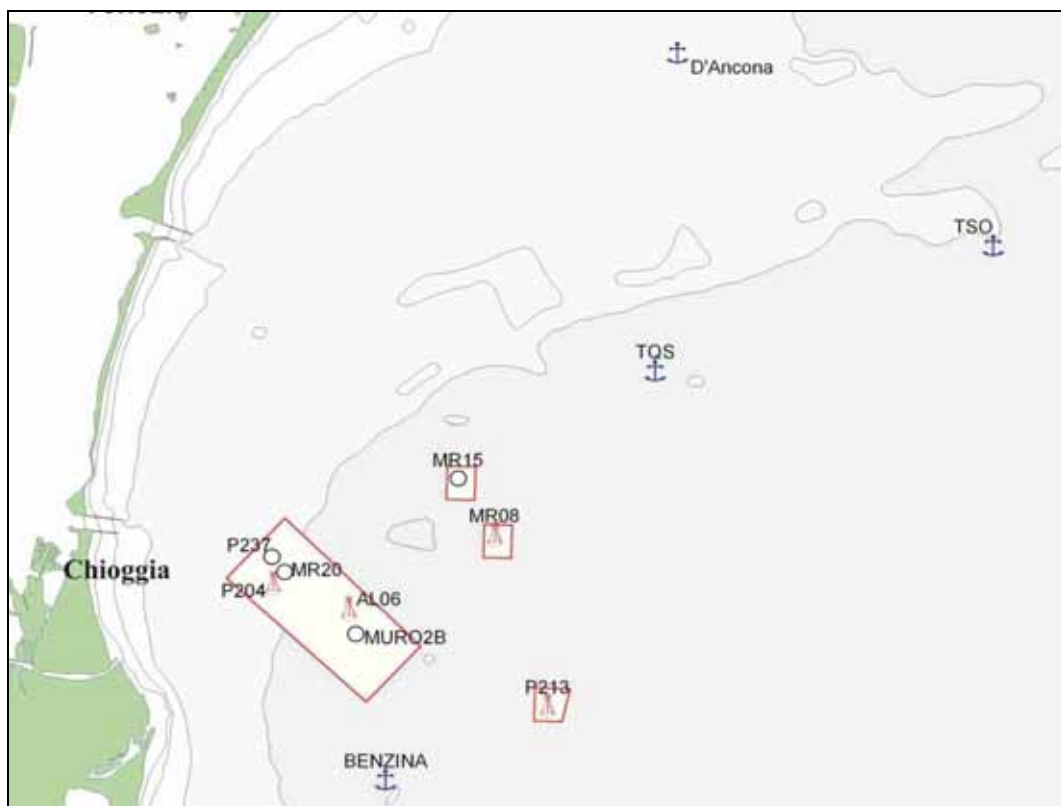 D'Ancona
TSO
TOS
MR15
MR08
P237
MR20
Chioggia
P204
AL06
MURO2B
P213
BENZINA